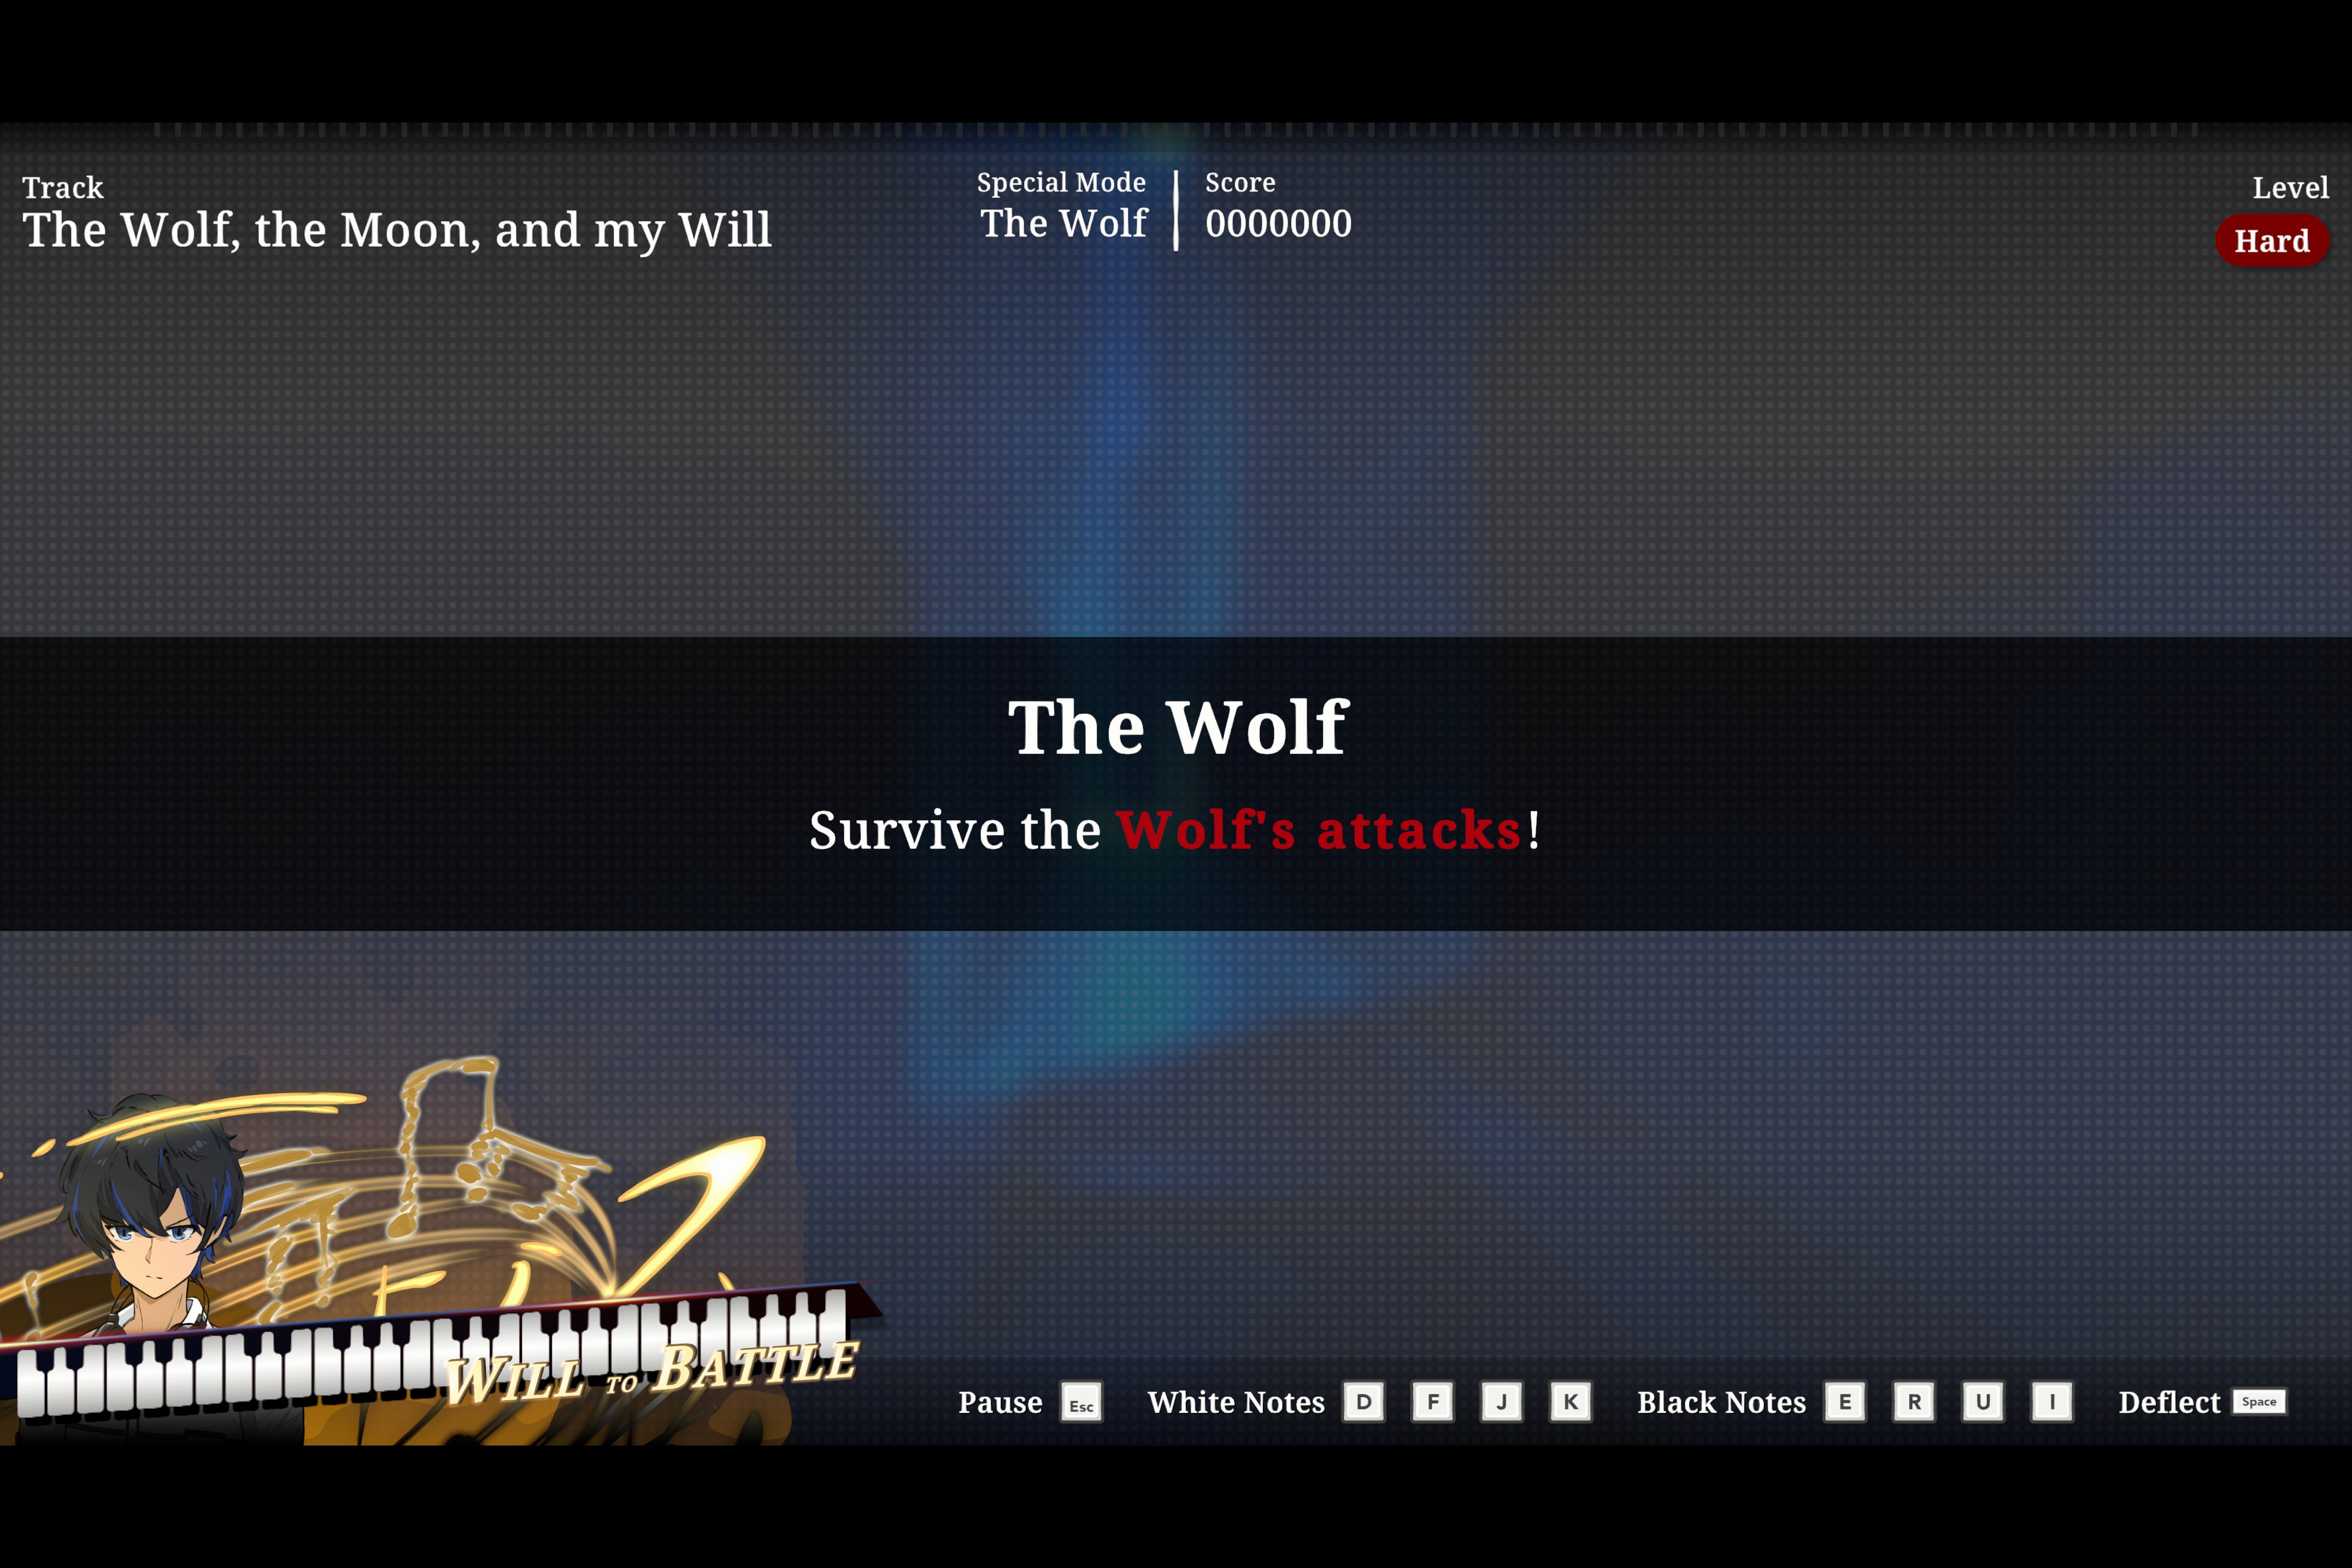 Track
The Wolf, the Moon, and my Will
Special Mode
The Wolf
Score
0000000
Level
Hard
The Wolf
Survive the Wolf's attacks!
WILL TO BATTLE
Pause Esc White Notes D F J K Black Notes E R U I Deflect Space